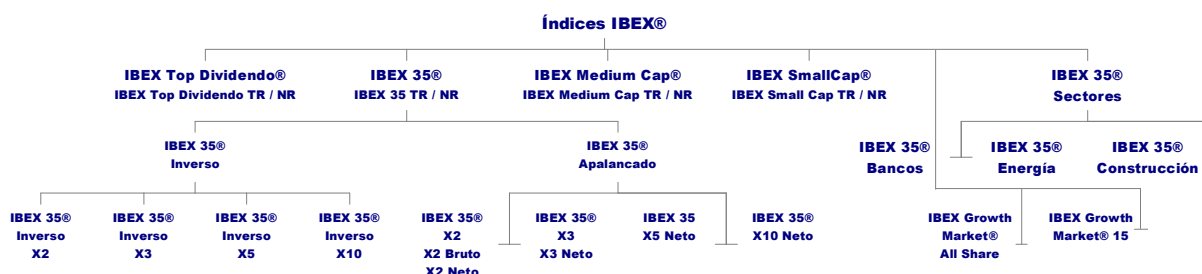 Índices IBEX®
IBEX Top Dividendo®
IBEX Top Dividendo TR / NR
IBEX 35®
IBEX 35 TR / NR
IBEX Medium Cap®
IBEX Medium Cap TR / NR
IBEX SmallCap®
IBEX Small Cap TR / NR
IBEX 35®
Sectores
IBEX 35®
Inverso
IBEX 35®
Apalancado
IBEX 35®
Bancos
IBEX 35®
Energía
IBEX 35®
Construcción
IBEX 35®
Inverso
X2
IBEX 35®
Inverso
X3
IBEX 35®
Inverso
X5
IBEX 35®
Inverso
X10
IBEX 35®
X2
X2 Bruto
X2 Neto
IBEX 35®
X3
X3 Neto
IBEX 35
X5 Neto
IBEX 35®
X10 Neto
IBEX Growth
Market®
All Share
IBEX Growth
Market® 15